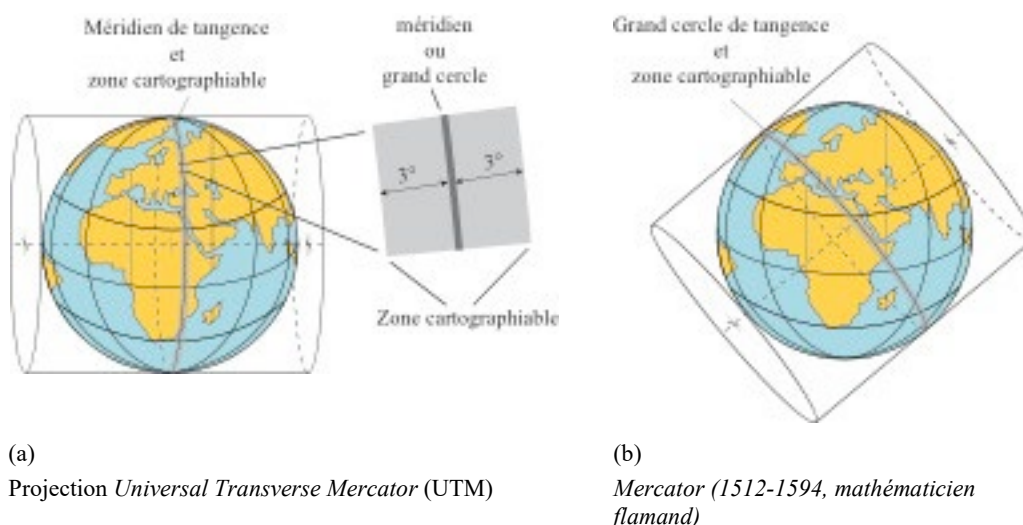 Méridien de tangence
et
zone cartographiable
méridien
ou
grand cercle
3°
3°
Zone cartographiable
Grand cercle de tangence
et
zone cartographiable
(a)
Projection Universal Transverse Mercator (UTM)
(b)
Mercator (1512-1594, mathématicien
flamand)